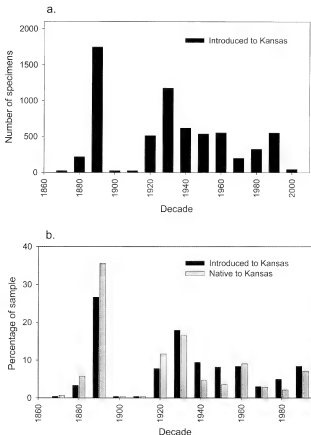 a.
Introduced to Kansas
Number of specimens
2000
1500
1000
500
0
1860
1880
1900
1920
1940
1960
1980
2000
Decade
b.
Introduced to Kansas
Native to Kansas
Percentage of sample
40
30
20
10
0
1860
1880
1900
1920
1940
1960
1980
Decade